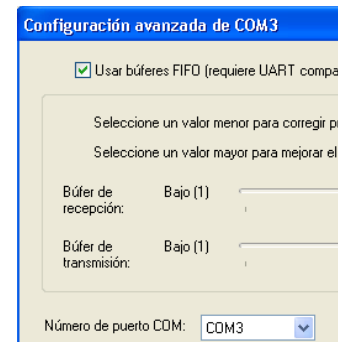 Configuración avanzada de COM3
Usar búferes FIFO (requiere UART
Seleccione un valor menor para corregir
Seleccione un valor mayor para mejorar el
Búfer de recepción: Bajo (1)
Búfer de transmisión: Bajo (1)
Número de puerto COM: COM3